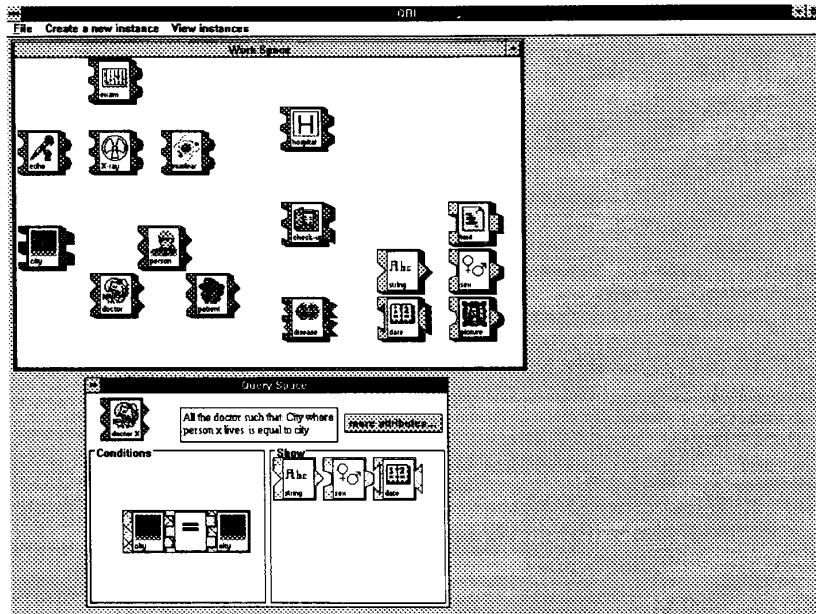 QBI
File Create a new instance View instances
Work Space
exam
hospital
echo X-ray nuclear
check-up text
city person
string sex
doctor patient
disease date picture
Query Space
doctor X
All the doctor such that City where
person x lives is equal to city
more attributes...
Conditions
Show
string sex date
city = city